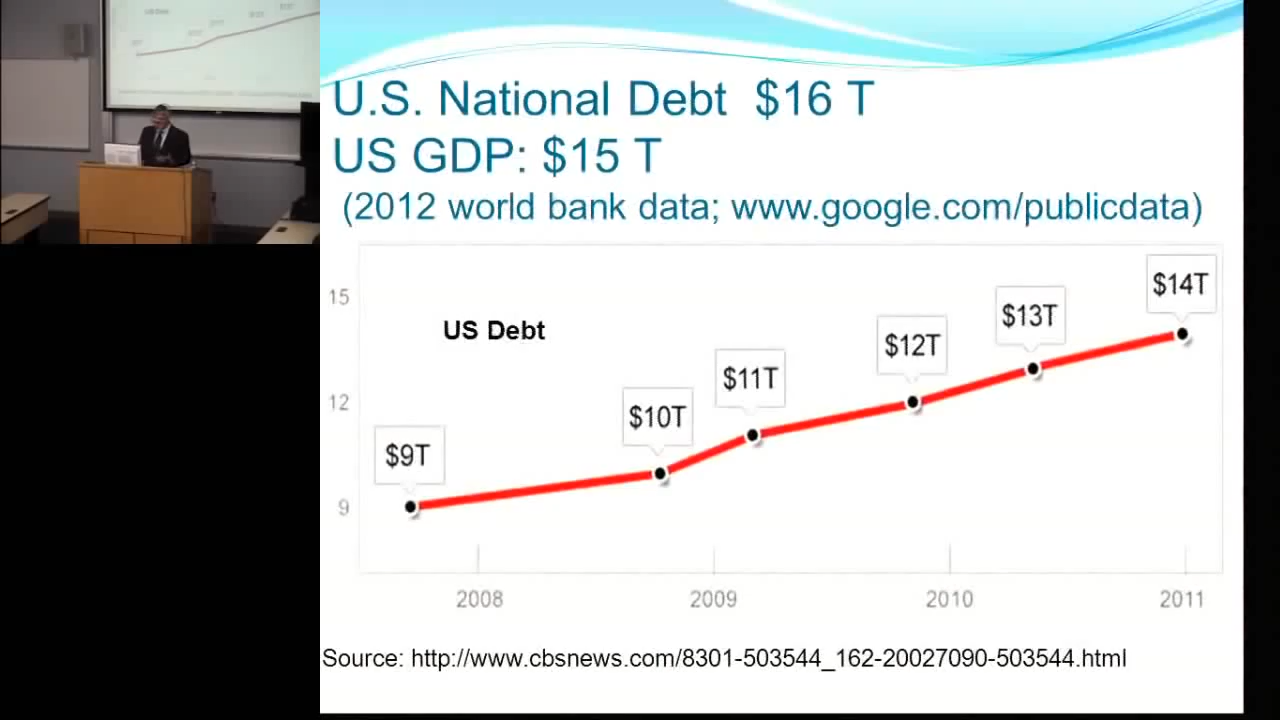 U.S. National Debt $16 T
US GDP: $15 T
(2012 world bank data; www.google.com/publicdata)
15
12
9
US Debt
$9T
$10T
$11T
$12T
$13T
$14T
2008
2009
2010
2011
Source: http://www.cbsnews.com/8301-503544_162-20027090-503544.html